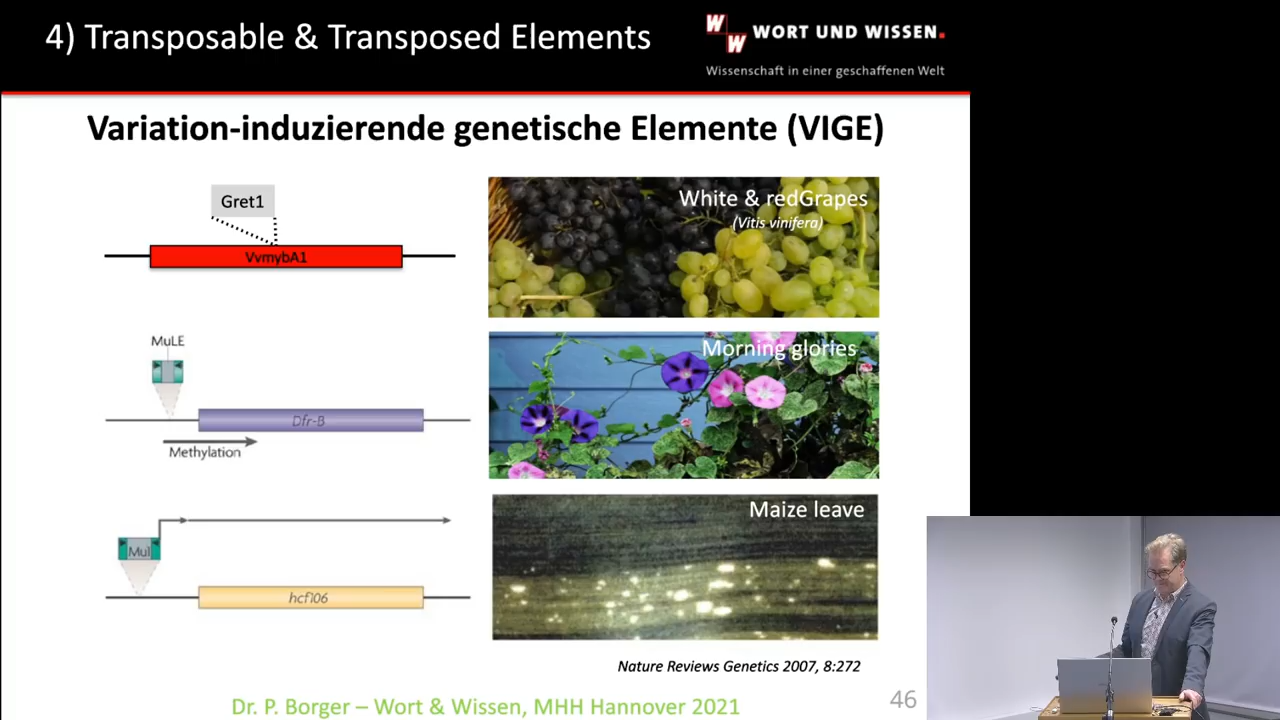 4) Transposable & Transposed Elements
W
W
WORT UND WISSEN.
Wissenschaft in einer geschaffenen Welt
Variation-induzierende genetische Elemente (VIGE)
Gret1
VvmybA1
White & redGrapes
(Vitis vinifera)
MuLE
Dfr-B
Methylation
Morning glories
Mul
hcf106
Maize leave
Nature Reviews Genetics 2007, 8:272
Dr. P. Borger – Wort & Wissen, MHH Hannover 2021
46